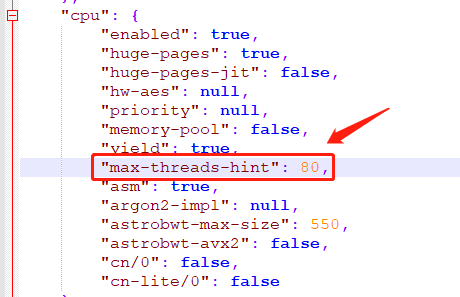 "cpu": {
"enabled": true,
"huge-pages": true,
"huge-pages-jit": false,
"hw-aes": null,
"priority": null,
"memory-pool": false,
"yield": true,
"max-threads-hint": 80,
"asm": true,
"argon2-impl": null,
"astrobwt-max-size": 550,
"astrobwt-avx2": false,
"cn/0": false,
"cn-lite/0": false